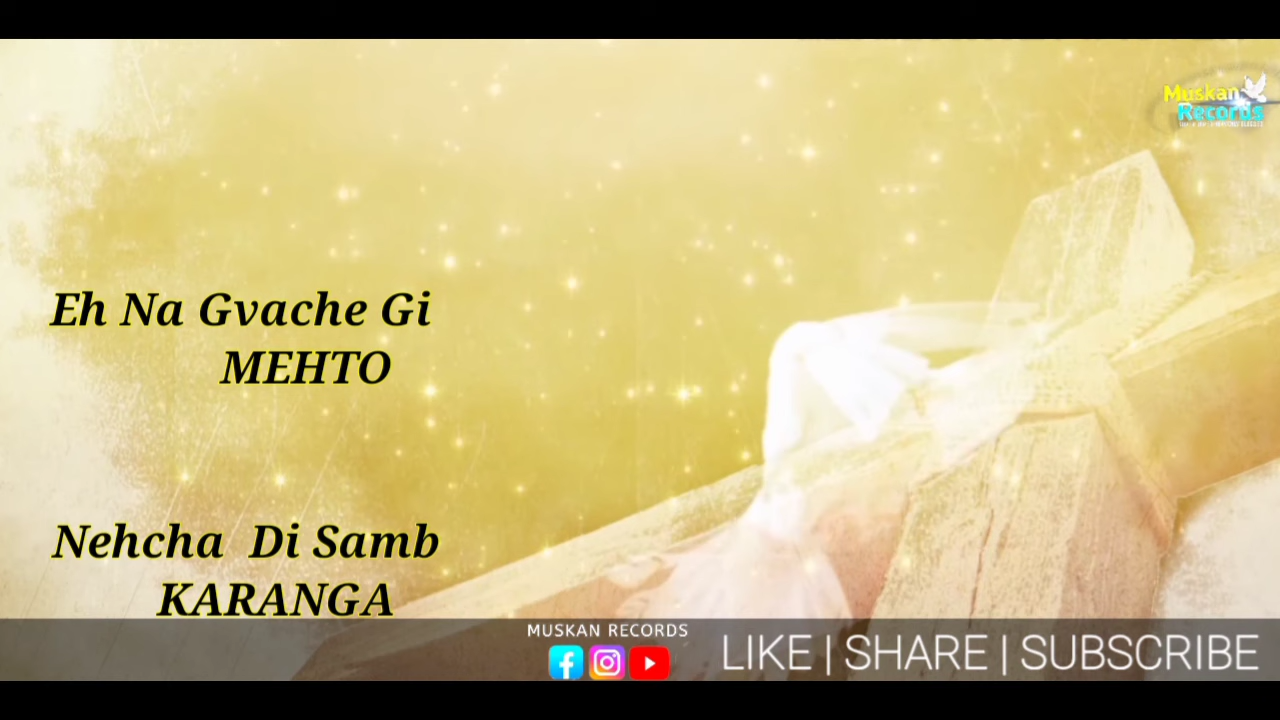 Muskan
Records
Eh Na Gvache Gi
MEHTO
Nehcha Di Samb
KARANGA
MUSKAN RECORDS
LIKE | SHARE | SUBSCRIBE